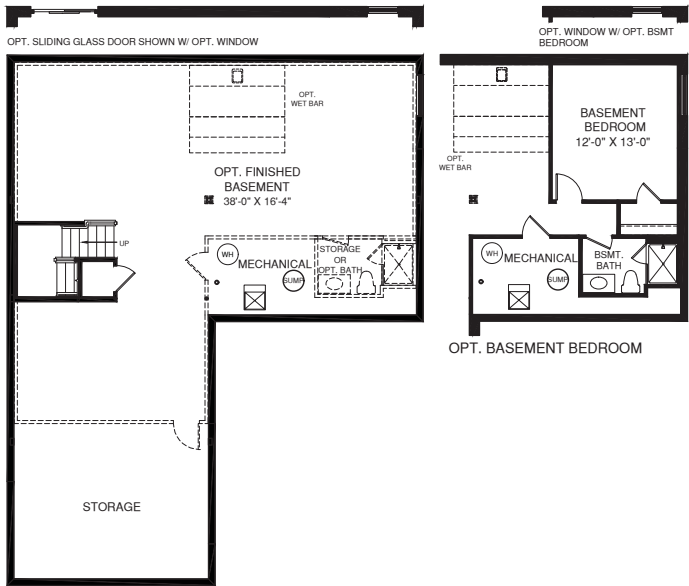 OPT. SLIDING GLASS DOOR SHOWN W/ OPT. WINDOW
OPT. WINDOW W/ OPT. BSMT
BEDROOM
OPT.
WET BAR
OPT. FINISHED
BASEMENT
38'-0" X 16'-4"
UP
WH
MECHANICAL
SUMP
STORAGE
OR
OPT. BATH
STORAGE
BASEMENT
BEDROOM
12'-0" X 13'-0"
OPT.
WET BAR
WH
MECHANICAL
SUMP
BSMT.
BATH
OPT. BASEMENT BEDROOM